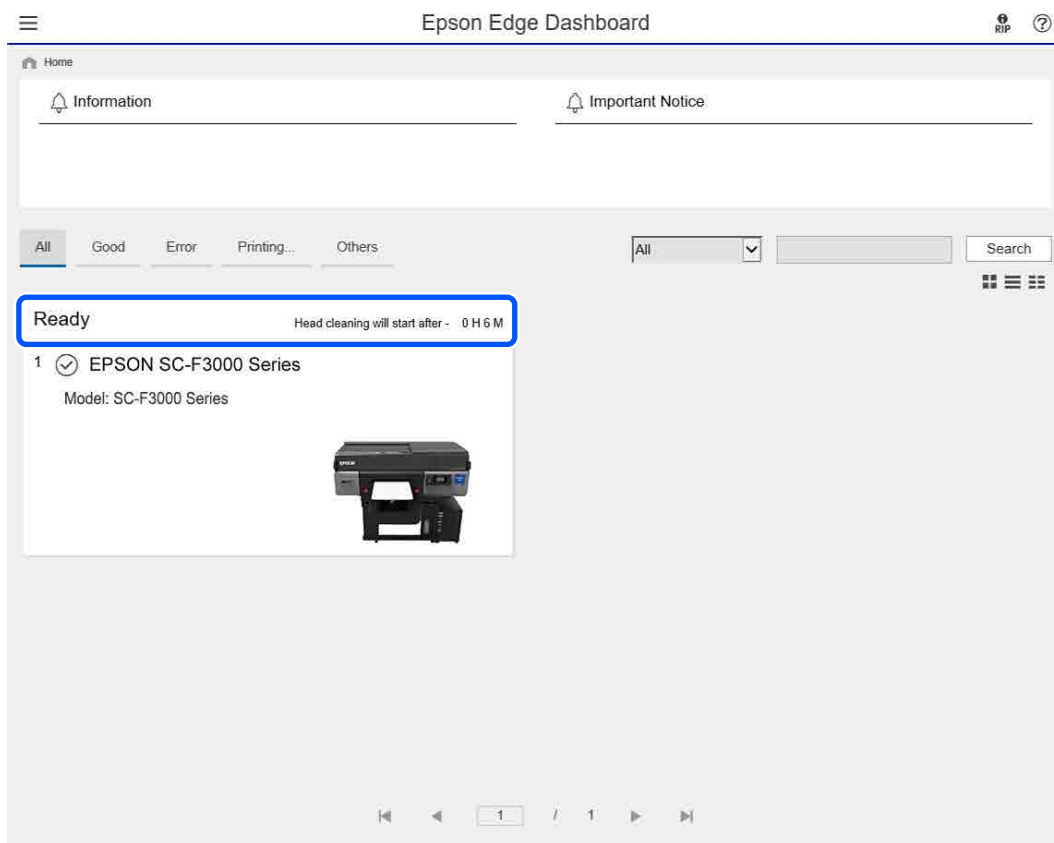 Epson Edge Dashboard
RIP
?
Home
Information
Important Notice
All Good Error Printing... Others
All
Search
Ready
Head cleaning will start after - 0 H 6 M
1 EPSON SC-F3000 Series
Model: SC-F3000 Series
EPSON
1 / 1